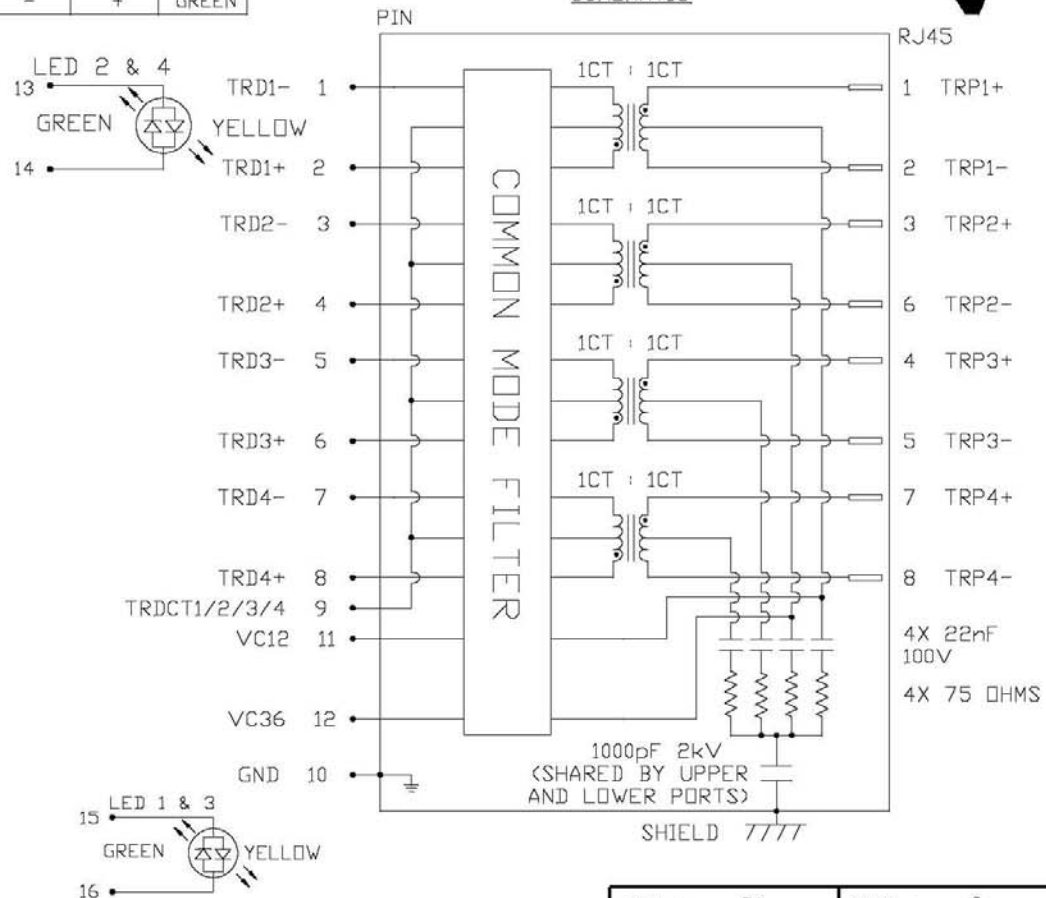 - + GREEN
SCHEMATICS
PIN
RJ45
LED 2 & 4
13
GREEN
YELLOW
14
TRD1- 1
TRD1+ 2
TRD2- 3
TRD2+ 4
TRD3- 5
TRD3+ 6
TRD4- 7
TRD4+ 8
TRDCT1/2/3/4 9
VC12 11
VC36 12
GND 10
COMMON MODE FILTER
1CT : 1CT
1CT : 1CT
1CT : 1CT
1CT : 1CT
1 TRP1+
2 TRP1-
3 TRP2+
6 TRP2-
4 TRP3+
5 TRP3-
7 TRP4+
8 TRP4-
4X 22nF
100V
4X 75 OHMS
1000pF 2kV
(SHARED BY UPPER
AND LOWER PORTS)
SHIELD
LED 1 & 3
15
GREEN
YELLOW
16